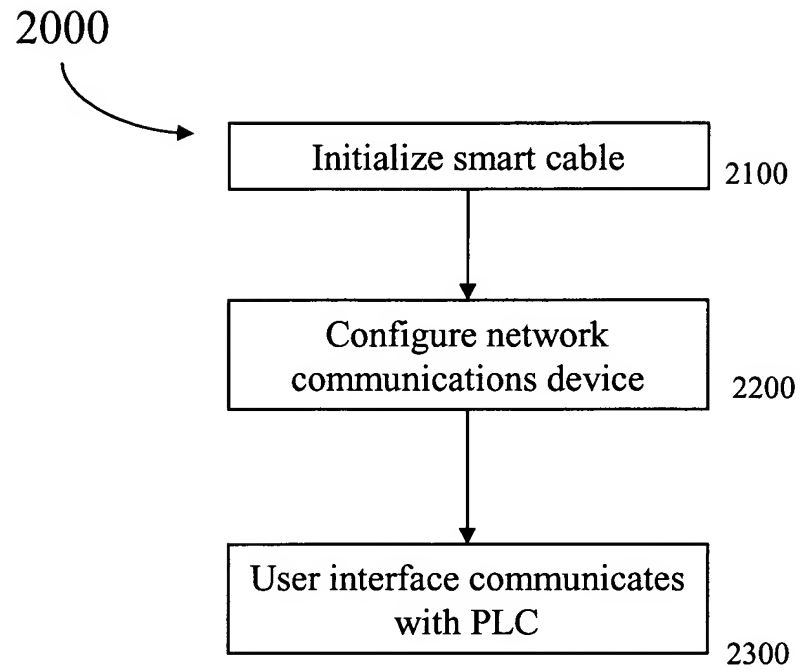 2000
Initialize smart cable
2100
Configure network
communications device
2200
User interface communicates
with PLC
2300